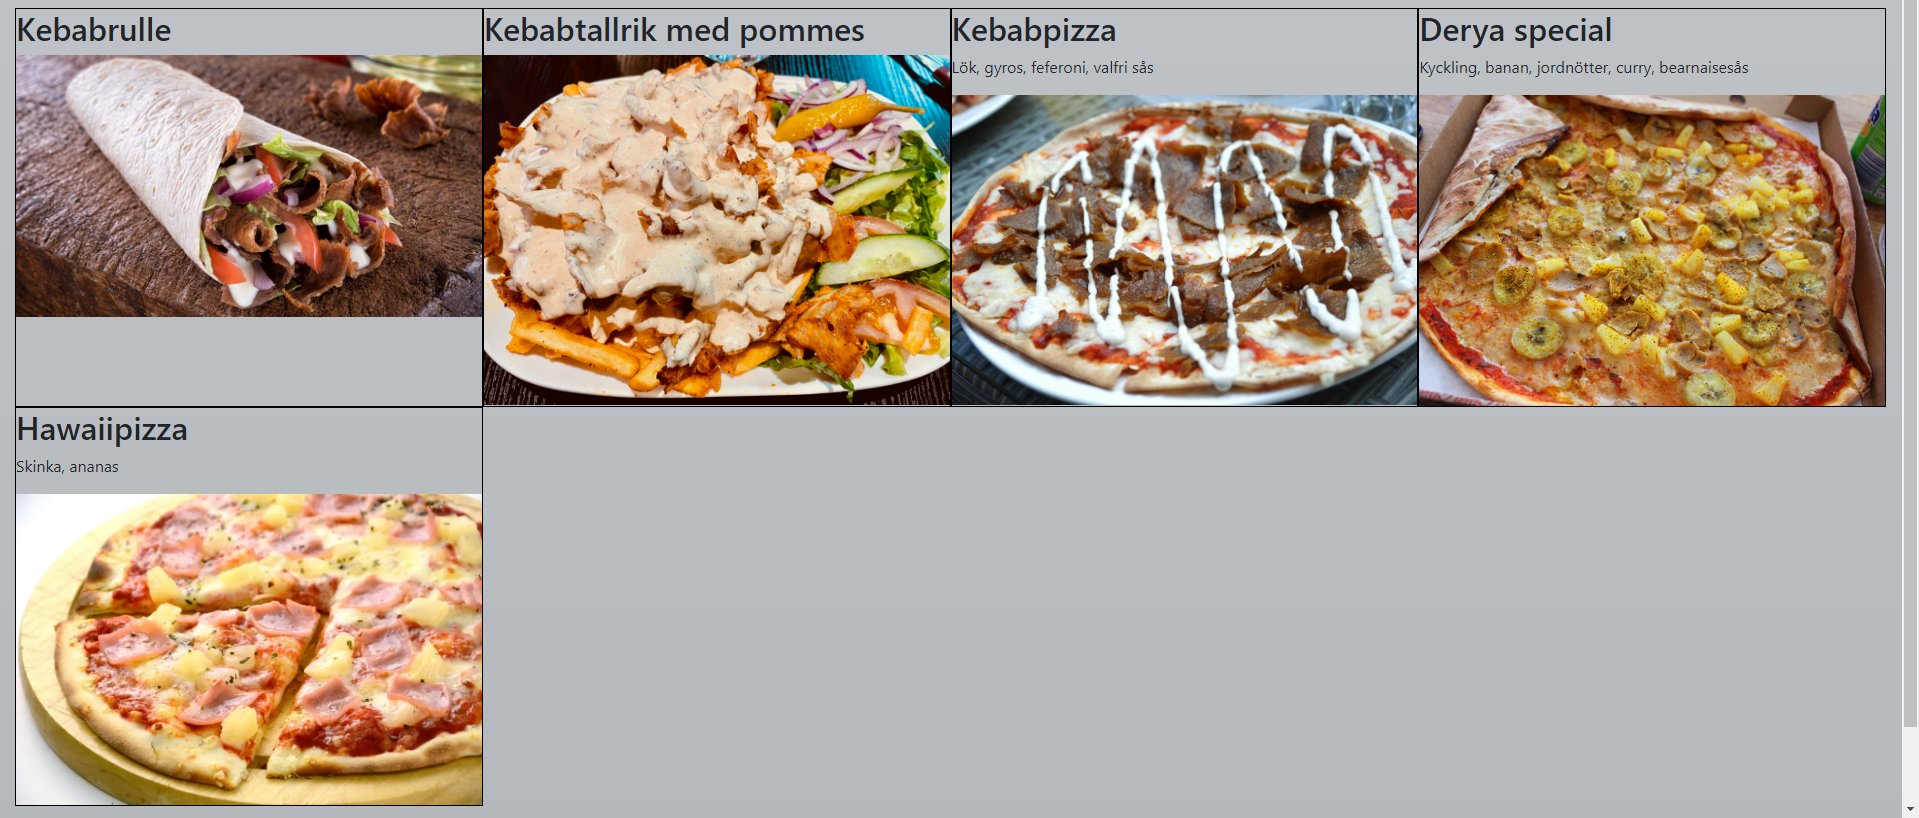 Kebabrulle
Kebabtallrik med pommes
Kebabpizza
Lök, gyros, feferoni, valfri sås
Derya special
Kyckling, banan, jordnötter, curry, bearnaisesås
Hawaiipizza
Skinka, ananas